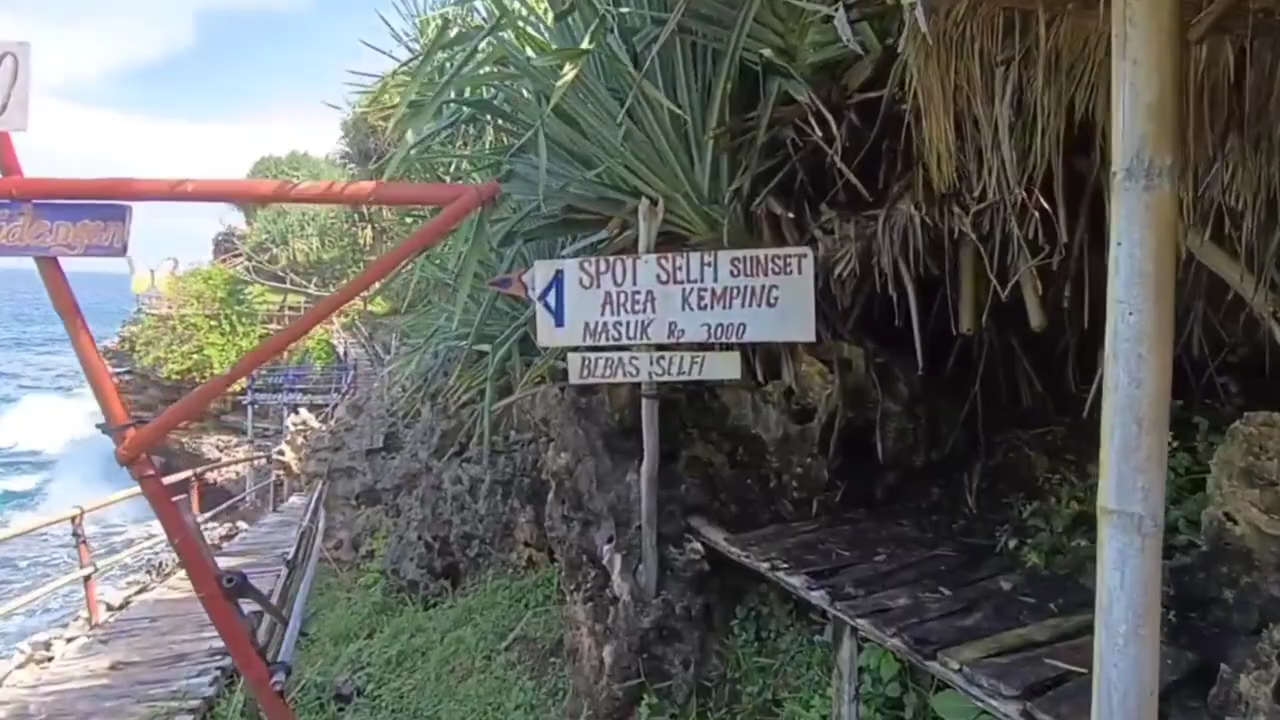 SPOT SELFI SUNSET
AREA KEMPING
MASUK Rp 3000
BEBAS SELFI